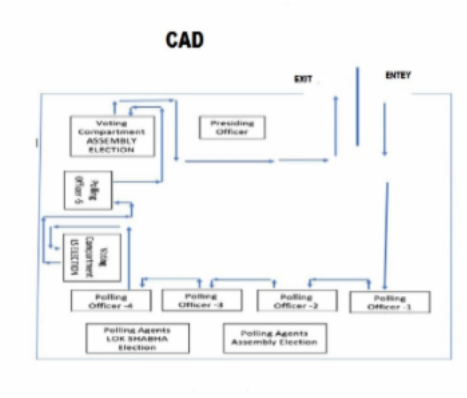 CAD
EXIT
ENTEY
Voting
Compartment
ASSEMBLY
ELECTION
Presiding
Officer
Polling
Officer -5
Voting
Compartment
LS ELECTION
Polling
Officer -4
Polling
Officer -3
Polling
Officer -2
Polling
Officer -1
Polling Agents
LOK SHABHA
Election
Polling Agents
Assembly Election